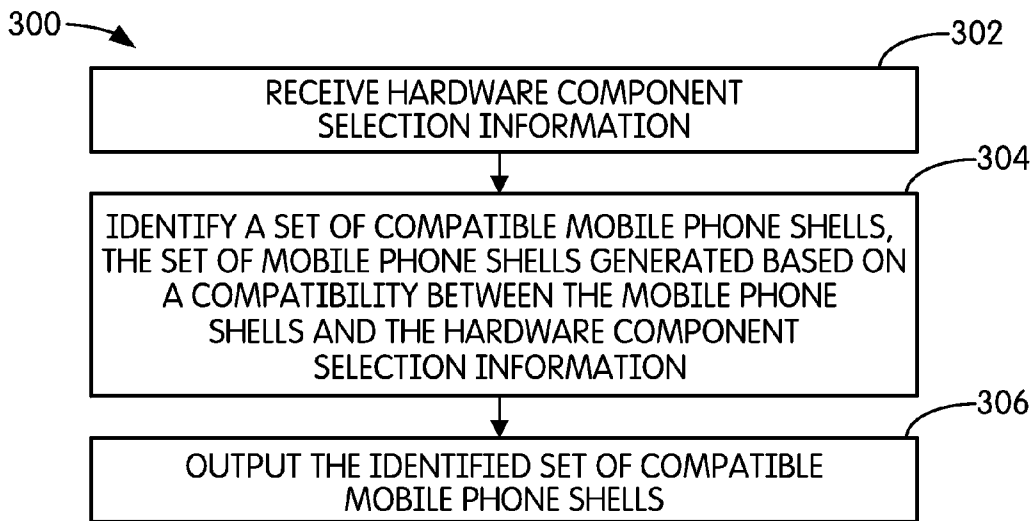 300
302
RECEIVE HARDWARE COMPONENT
SELECTION INFORMATION
304
IDENTIFY A SET OF COMPATIBLE MOBILE PHONE SHELLS,
THE SET OF MOBILE PHONE SHELLS GENERATED BASED ON
A COMPATIBILITY BETWEEN THE MOBILE PHONE
SHELLS AND THE HARDWARE COMPONENT
SELECTION INFORMATION
306
OUTPUT THE IDENTIFIED SET OF COMPATIBLE
MOBILE PHONE SHELLS